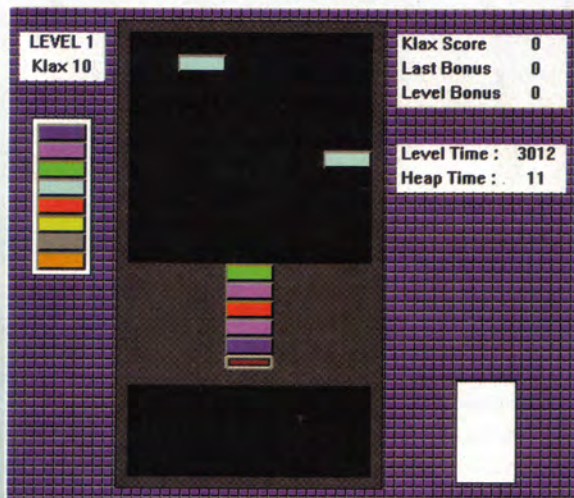 LEVEL 1
Klax 10
Klax Score 0
Last Bonus 0
Level Bonus 0
Level Time : 3012
Heap Time : 11